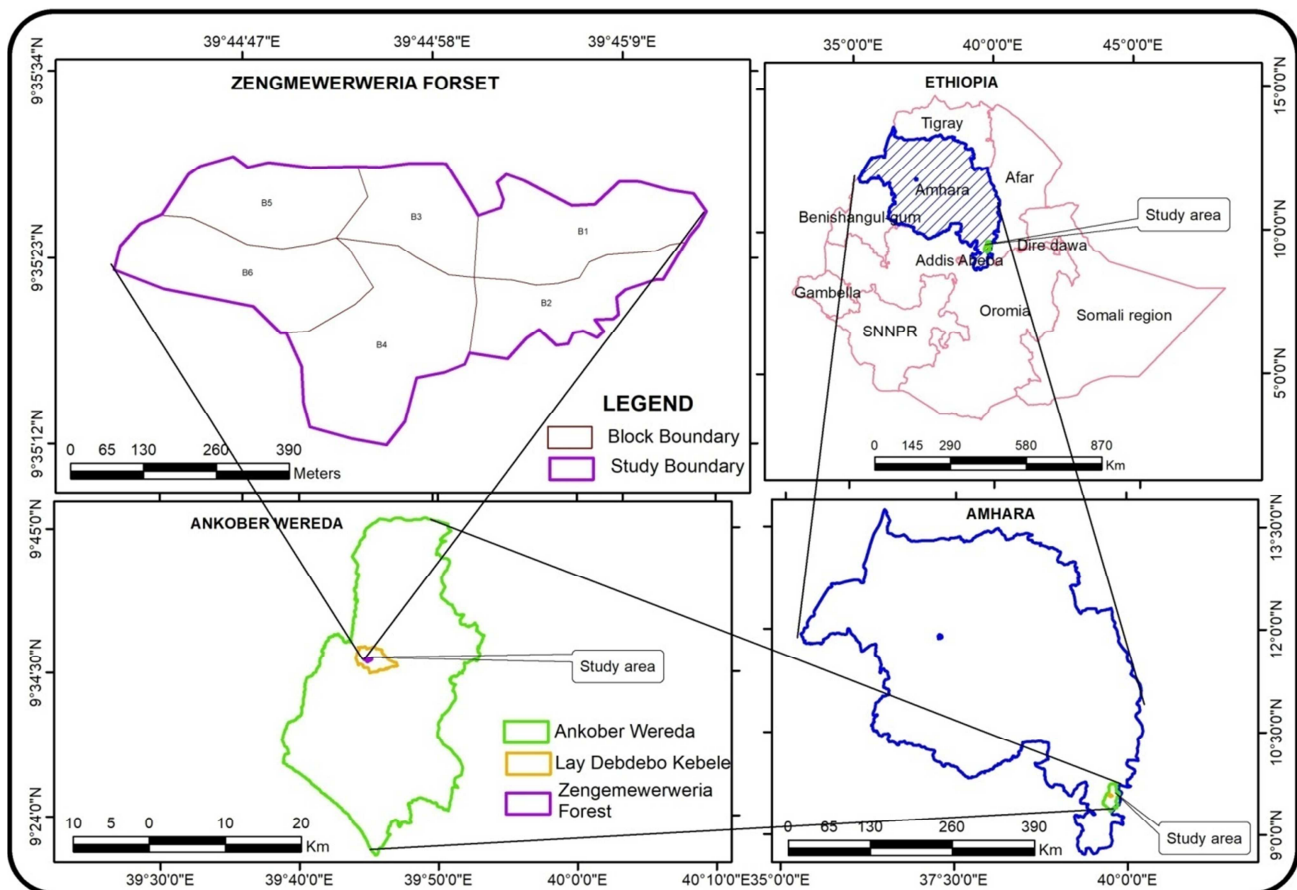 39°44'47"E 39°44'58"E 39°45'9"E
9°35'34"N
9°35'23"N
9°35'12"N
ZENGMEWERWERIA FORSET
B5
B3
B1
B6
B2
B4
LEGEND
Block Boundary
Study Boundary
0 65 130 260 390
Meters
35°0'0"E 40°0'0"E 45°0'0"E
15°0'0"N
10°0'0"N
5°0'0"N
ETHIOPIA
Tigray
Afar
Amhara
Study area
Benishangul-gum
Dire dawa
Addis Abeba
Gambella
Oromia
Somali region
SNNPR
0 145 290 580 870
Km
9°45'0"N
9°34'30"N
9°24'0"N
ANKOBER WEREDA
Study area
Ankober Wereda
Lay Debdebo Kebele
Zengemewerweria
Forest
10 5 0 10 20
Km
39°30'0"E 39°40'0"E 39°50'0"E 40°0'0"E 40°10'0"E
AMHARA
13°30'0"N
12°0'0"N
10°30'0"N
9°0'0"N
Study area
0 65 130 260 390
Km
35°0'0"E 37°30'0"E 40°0'0"E